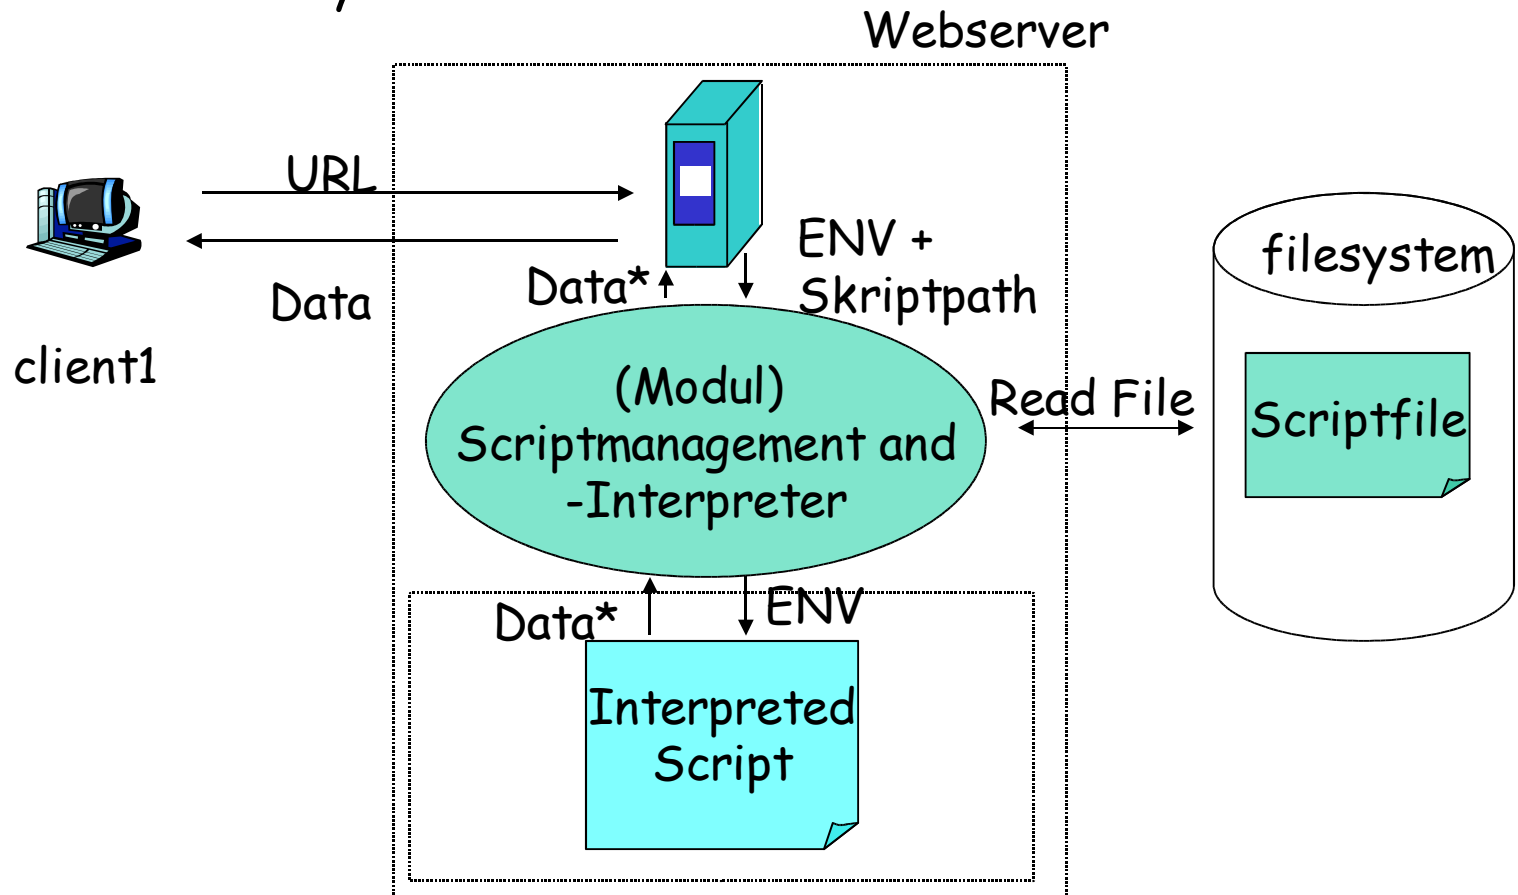 Webserver
URL
ENV +
Skriptpath
filesystem
Data*
Data
client1
(Modul)
Scriptmanagement and
-Interpreter
Read File
Scriptfile
Data*
ENV
Interpreted
Script